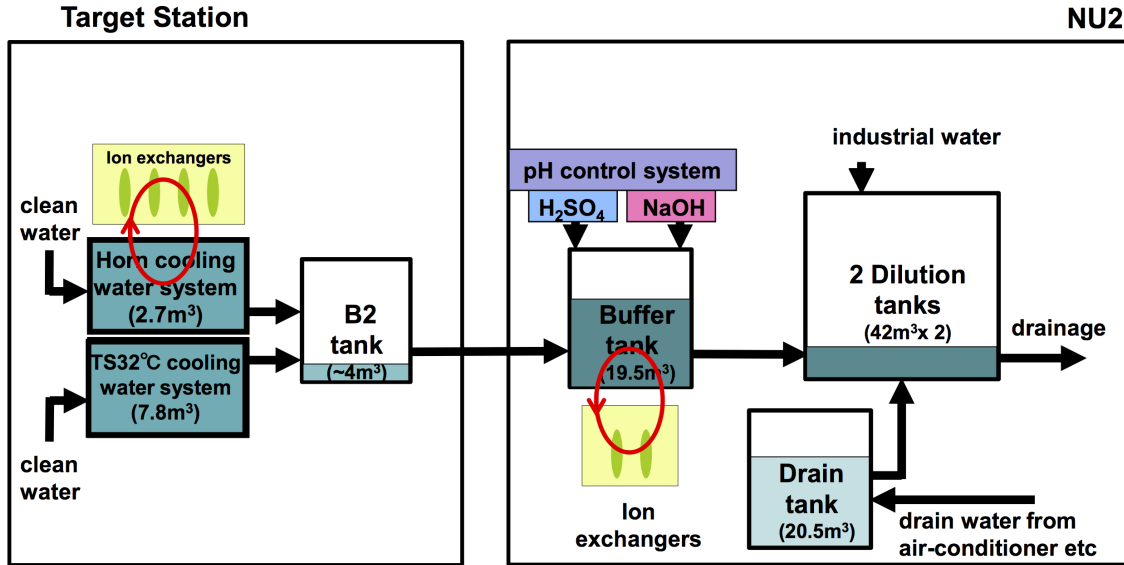 Target Station
NU2
Ion exchangers
clean
water
Horn cooling
water system
(2.7m³)
TS32℃ cooling
water system
(7.8m³)
clean
water
B2
tank
(~4m³)
pH control system
H₂SO₄
NaOH
Buffer
tank
(19.5m³)
Ion
exchangers
industrial water
2 Dilution
tanks
(42m³x 2)
drainage
Drain
tank
(20.5m³)
drain water from
air-conditioner etc